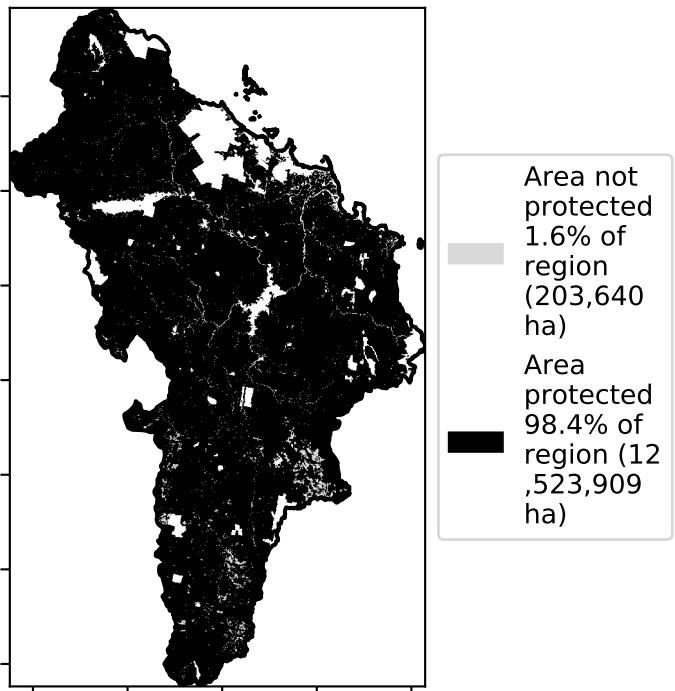 Area not
protected
1.6% of
region
(203,640
ha)
Area
protected
98.4% of
region (12
,523,909
ha)